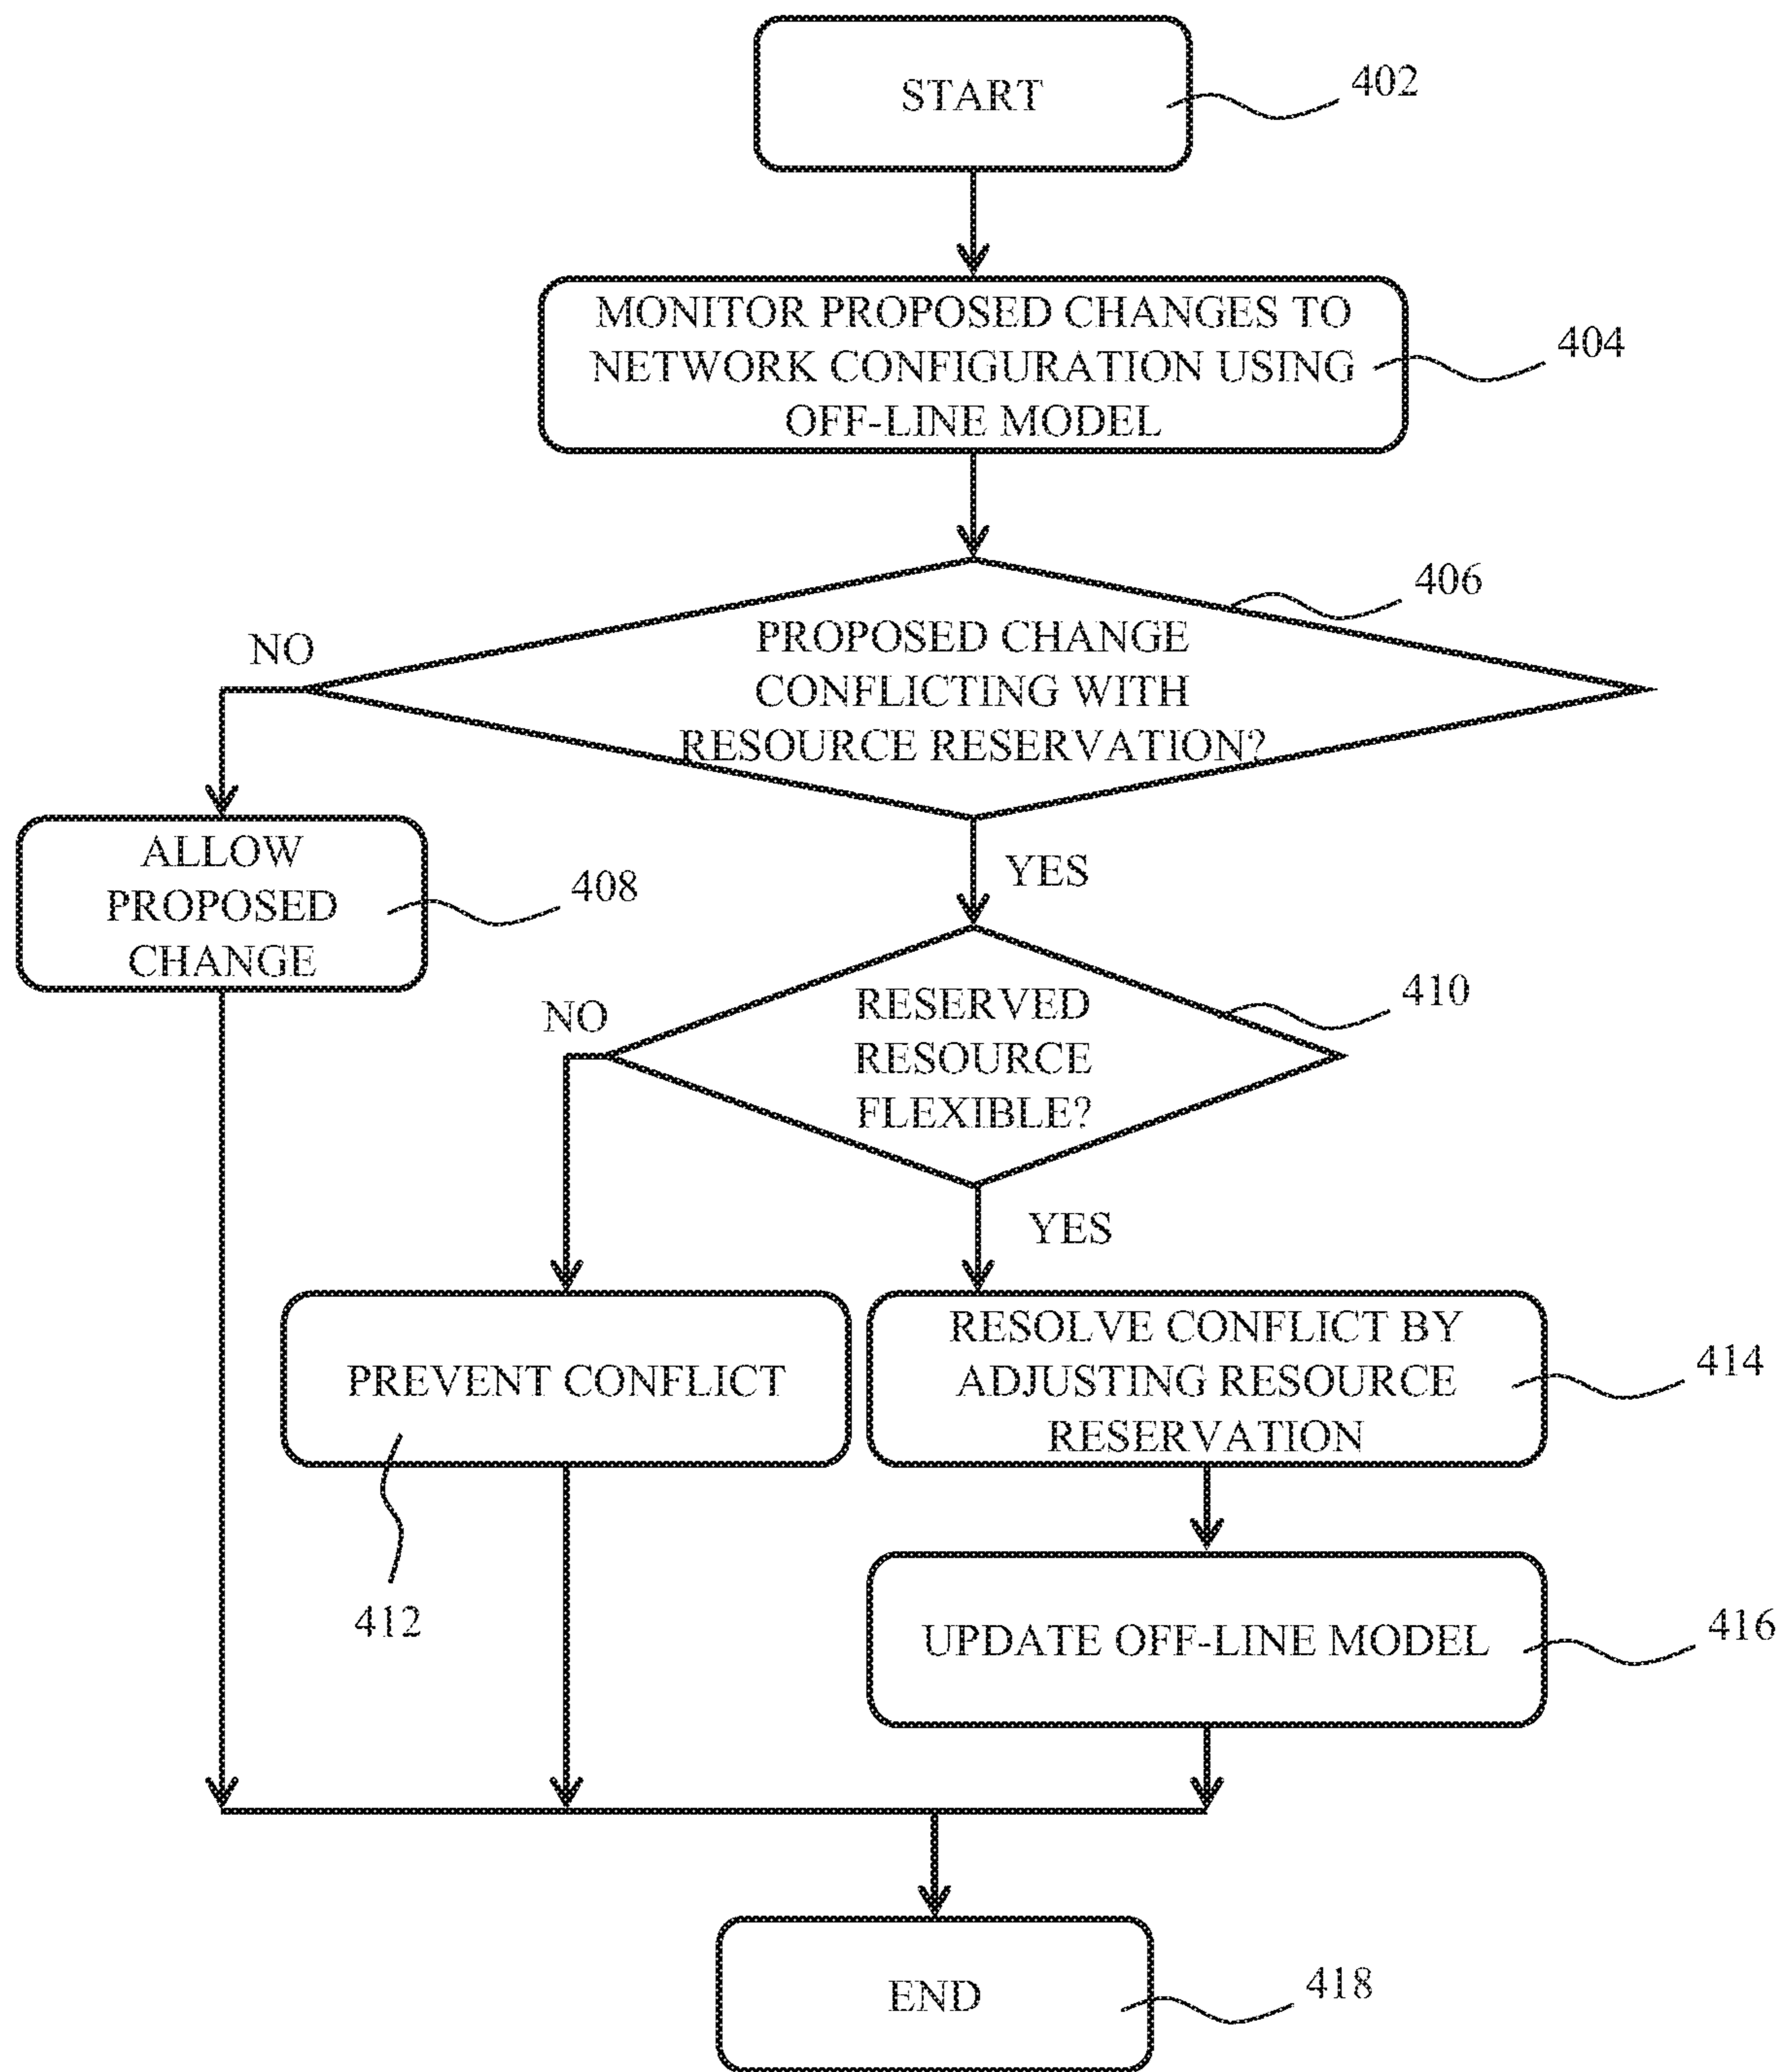 START
402
MONITOR PROPOSED CHANGES TO
NETWORK CONFIGURATION USING
OFF-LINE MODEL
404
406
PROPOSED CHANGE
CONFLICTING WITH
RESOURCE RESERVATION?
NO
YES
ALLOW
PROPOSED
CHANGE
408
RESERVED
RESOURCE
FLEXIBLE?
410
NO
YES
PREVENT CONFLICT
412
RESOLVE CONFLICT BY
ADJUSTING RESOURCE
RESERVATION
414
UPDATE OFF-LINE MODEL
416
END
418